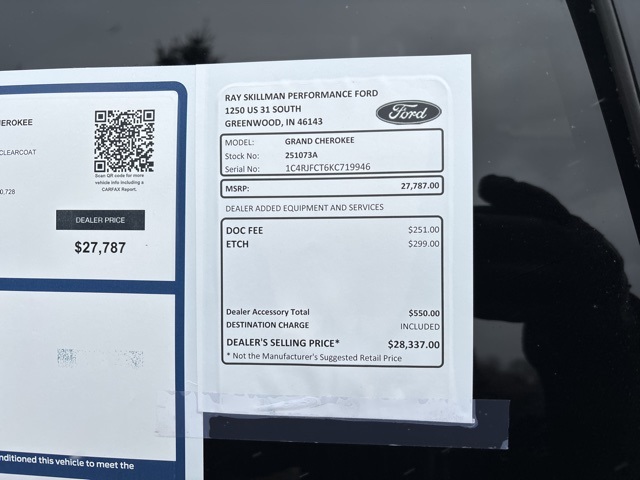 HEROKEE
CLEARCOAT
0,728
Scan QR code for more
vehicle info including a
CARFAX Report.
DEALER PRICE
$27,787
nditioned this vehicle to meet the
RAY SKILLMAN PERFORMANCE FORD
1250 US 31 SOUTH
GREENWOOD, IN 46143
Ford
MODEL: GRAND CHEROKEE
Stock No: 251073A
Serial No: 1C4RJFCT6KC719946
MSRP: 27,787.00
DEALER ADDED EQUIPMENT AND SERVICES
DOC FEE $251.00
ETCH $299.00
Dealer Accessory Total $550.00
DESTINATION CHARGE INCLUDED
DEALER'S SELLING PRICE* $28,337.00
* Not the Manufacturer's Suggested Retail Price